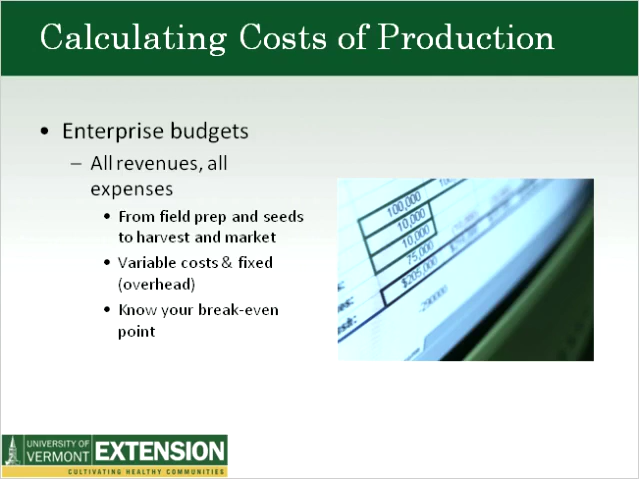 Calculating Costs of Production
• Enterprise budgets
– All revenues, all
expenses
• From field prep and seeds
to harvest and market
• Variable costs & fixed
(overhead)
• Know your break-even
point
100,000
10,000
10,000
75,000
$205,000
-290000
UNIVERSITY OF
VERMONT EXTENSION
CULTIVATING HEALTHY COMMUNITIES